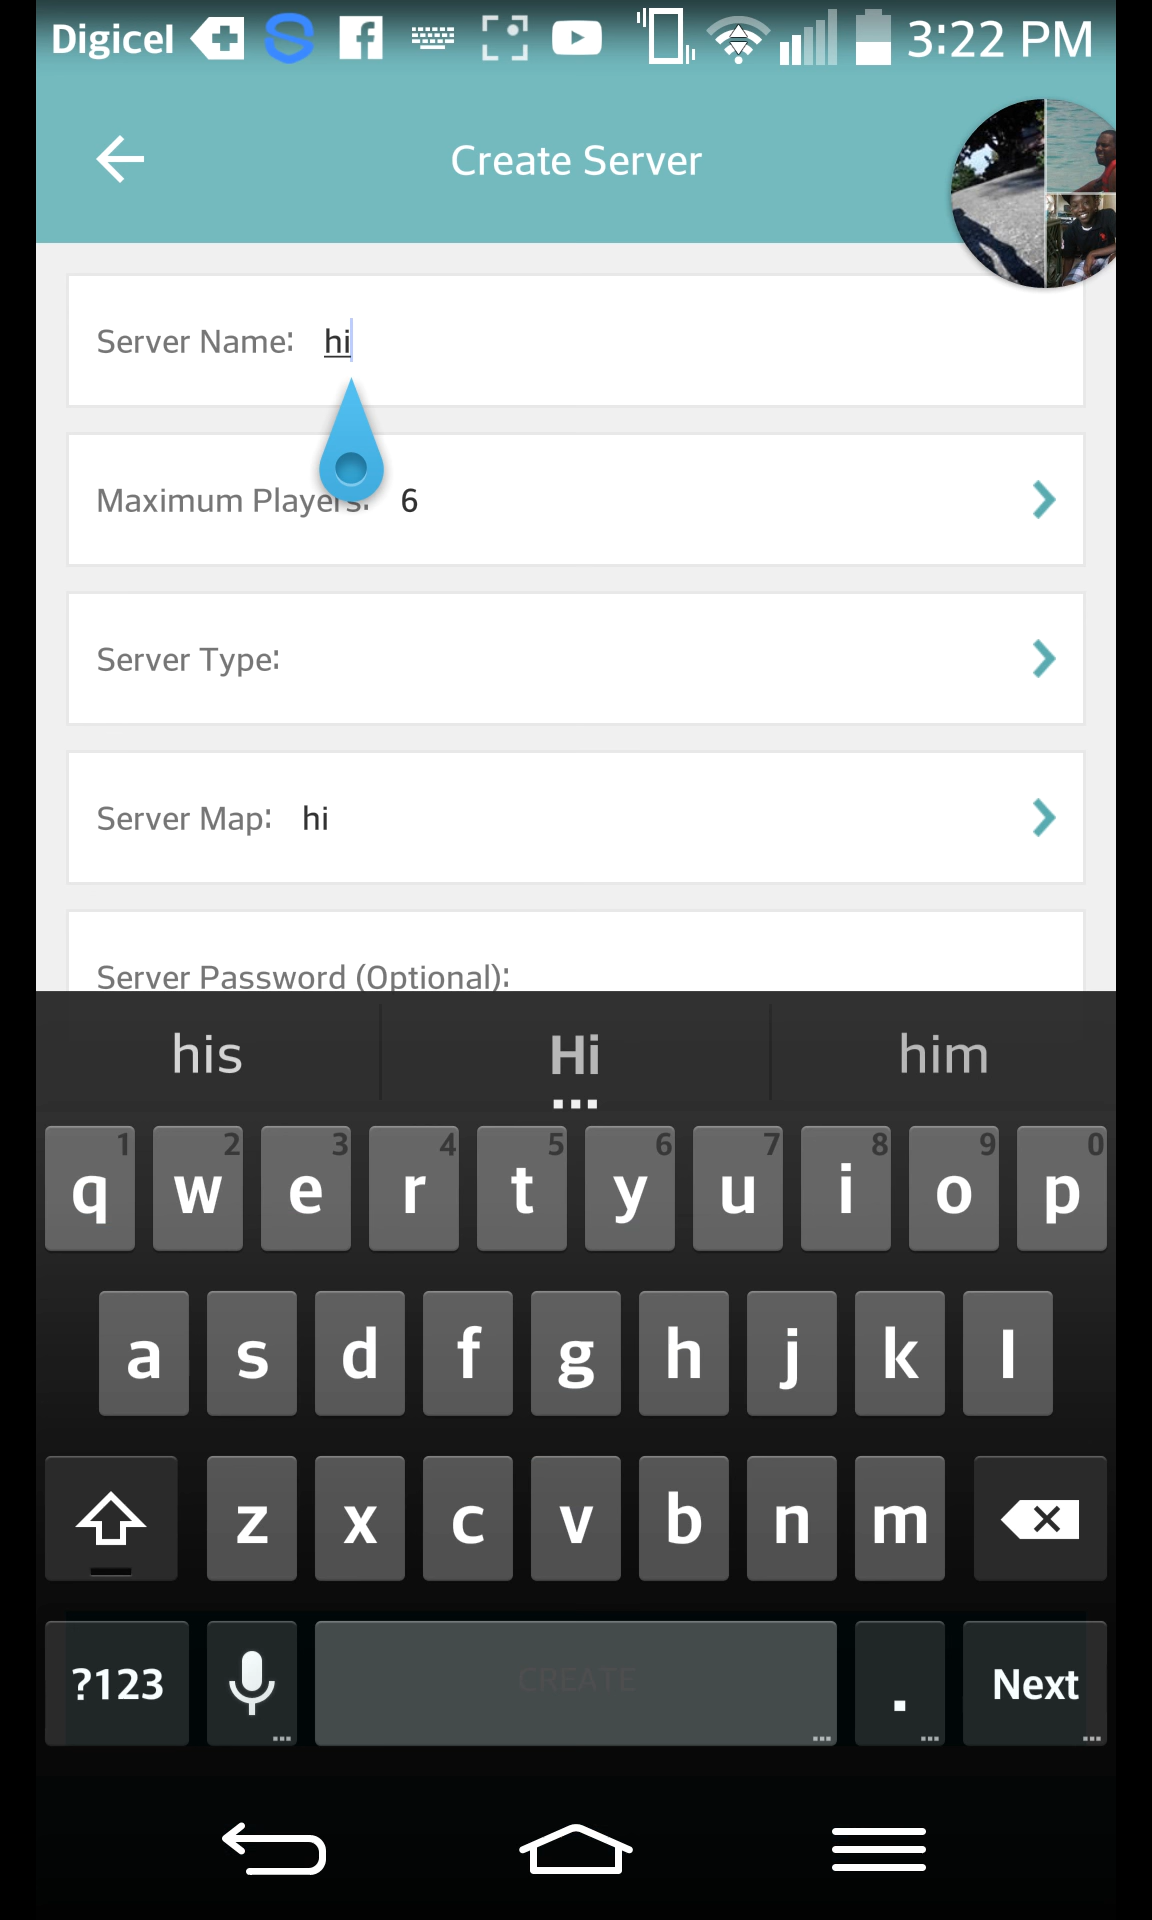 Digicel 3:22 PM
Create Server
Server Name: hi
Maximum Players: 6
Server Type:
Server Map: hi
Server Password (Optional):
his Hi him
1 2 3 4 5 6 7 8 9 0
q w e r t y u i o p
a s d f g h j k l
z x c v b n m
?123 CREATE . Next